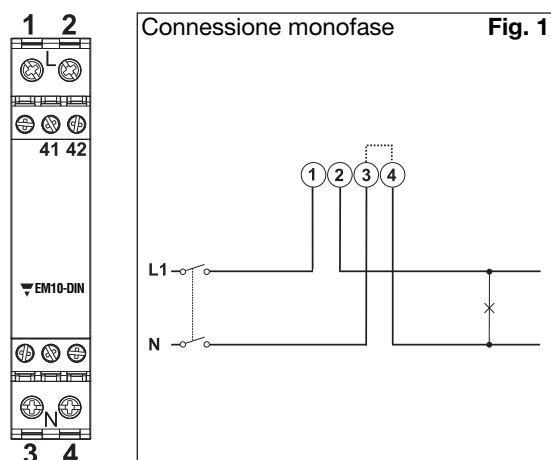 1 2
L
41 42
EM10-DIN
N
3 4
Connessione monofase Fig. 1
1 2 3 4
L1
N